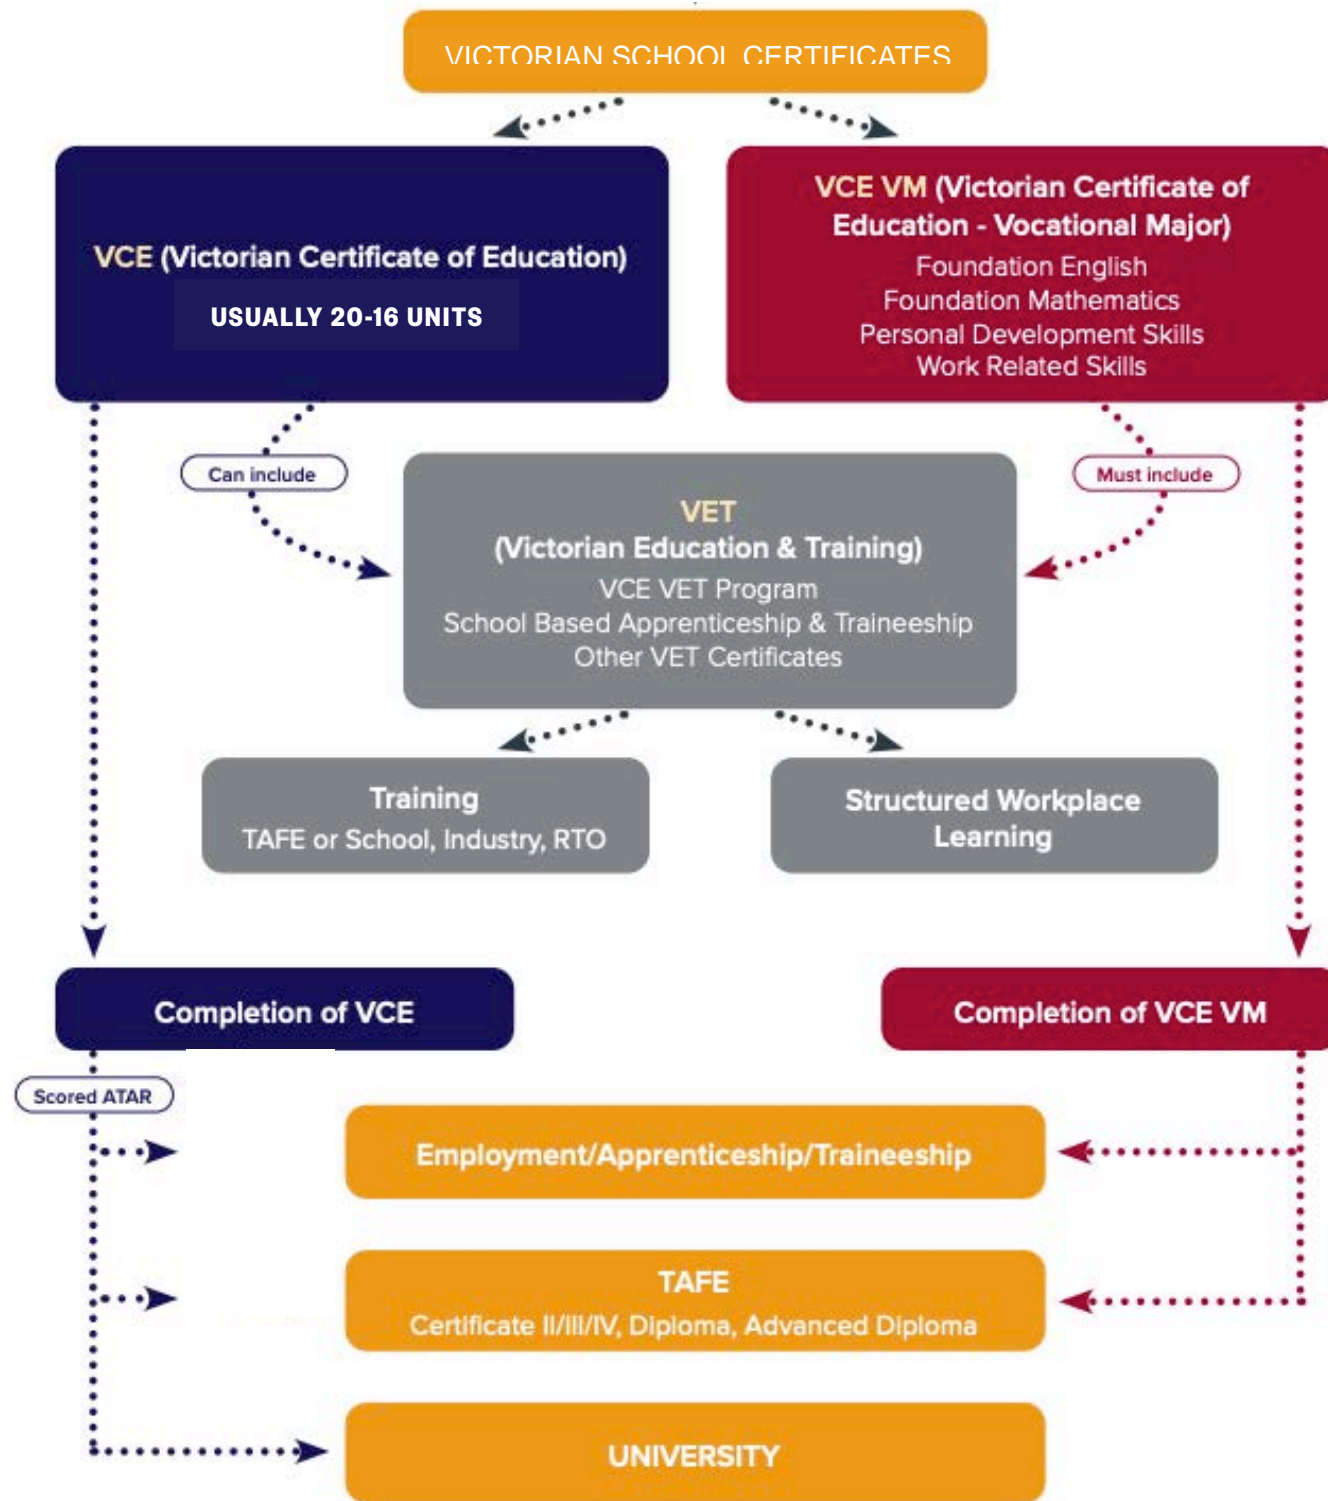 VICTORIAN SCHOOL CERTIFICATES
VCE (Victorian Certificate of Education)
USUALLY 20-16 UNITS
VCE VM (Victorian Certificate of
Education - Vocational Major)
Foundation English
Foundation Mathematics
Personal Development Skills
Work Related Skills
Can include
Must include
VET
(Victorian Education & Training)
VCE VET Program
School Based Apprenticeship & Traineeship
Other VET Certificates
Training
TAFE or School, Industry, RTO
Structured Workplace
Learning
Completion of VCE
Completion of VCE VM
Scored ATAR
Employment/Apprenticeship/Traineeship
TAFE
Certificate II/III/IV, Diploma, Advanced Diploma
UNIVERSITY